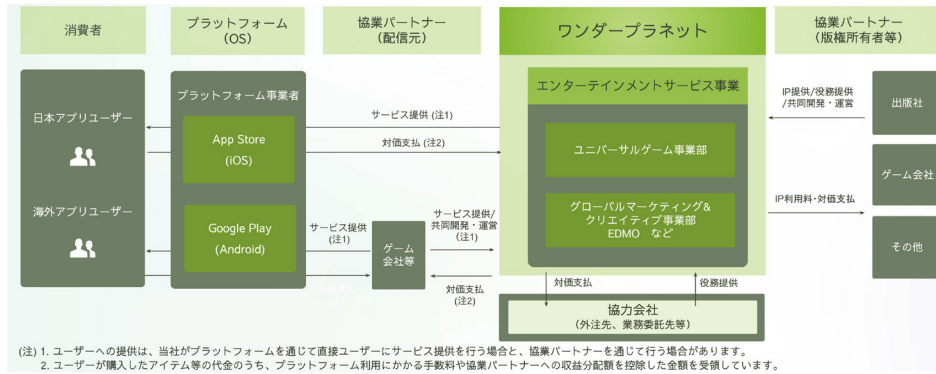 消費者
プラットフォーム
(OS)
協業パートナー
(配信元)
ワンダープラネット
協業パートナー
(版権所有者等)
日本アプリユーザー
海外アプリユーザー
プラットフォーム事業者
App Store
(iOS)
Google Play
(Android)
サービス提供 (注1)
対価支払 (注2)
サービス提供
(注1)
ゲーム
会社等
サービス提供/
共同開発・運営
(注1)
対価支払
(注2)
エンターテインメントサービス事業
ユニバーサルゲーム事業部
グローバルマーケティング&
クリエイティブ事業部
EDMO など
対価支払
役務提供
協力会社
(外注先、業務委託先等)
IP提供/役務提供
/共同開発・運営
IP利用料・対価支払
出版社
ゲーム会社
その他
(注) 1. ユーザーへの提供は、当社がプラットフォームを通じて直接ユーザーにサービス提供を行う場合と、協業パートナーを通じて行う場合があります。
2. ユーザーが購入したアイテム等の代金のうち、プラットフォーム利用にかかる手数料や協業パートナーへの収益分配額を控除した金額を受領しています。